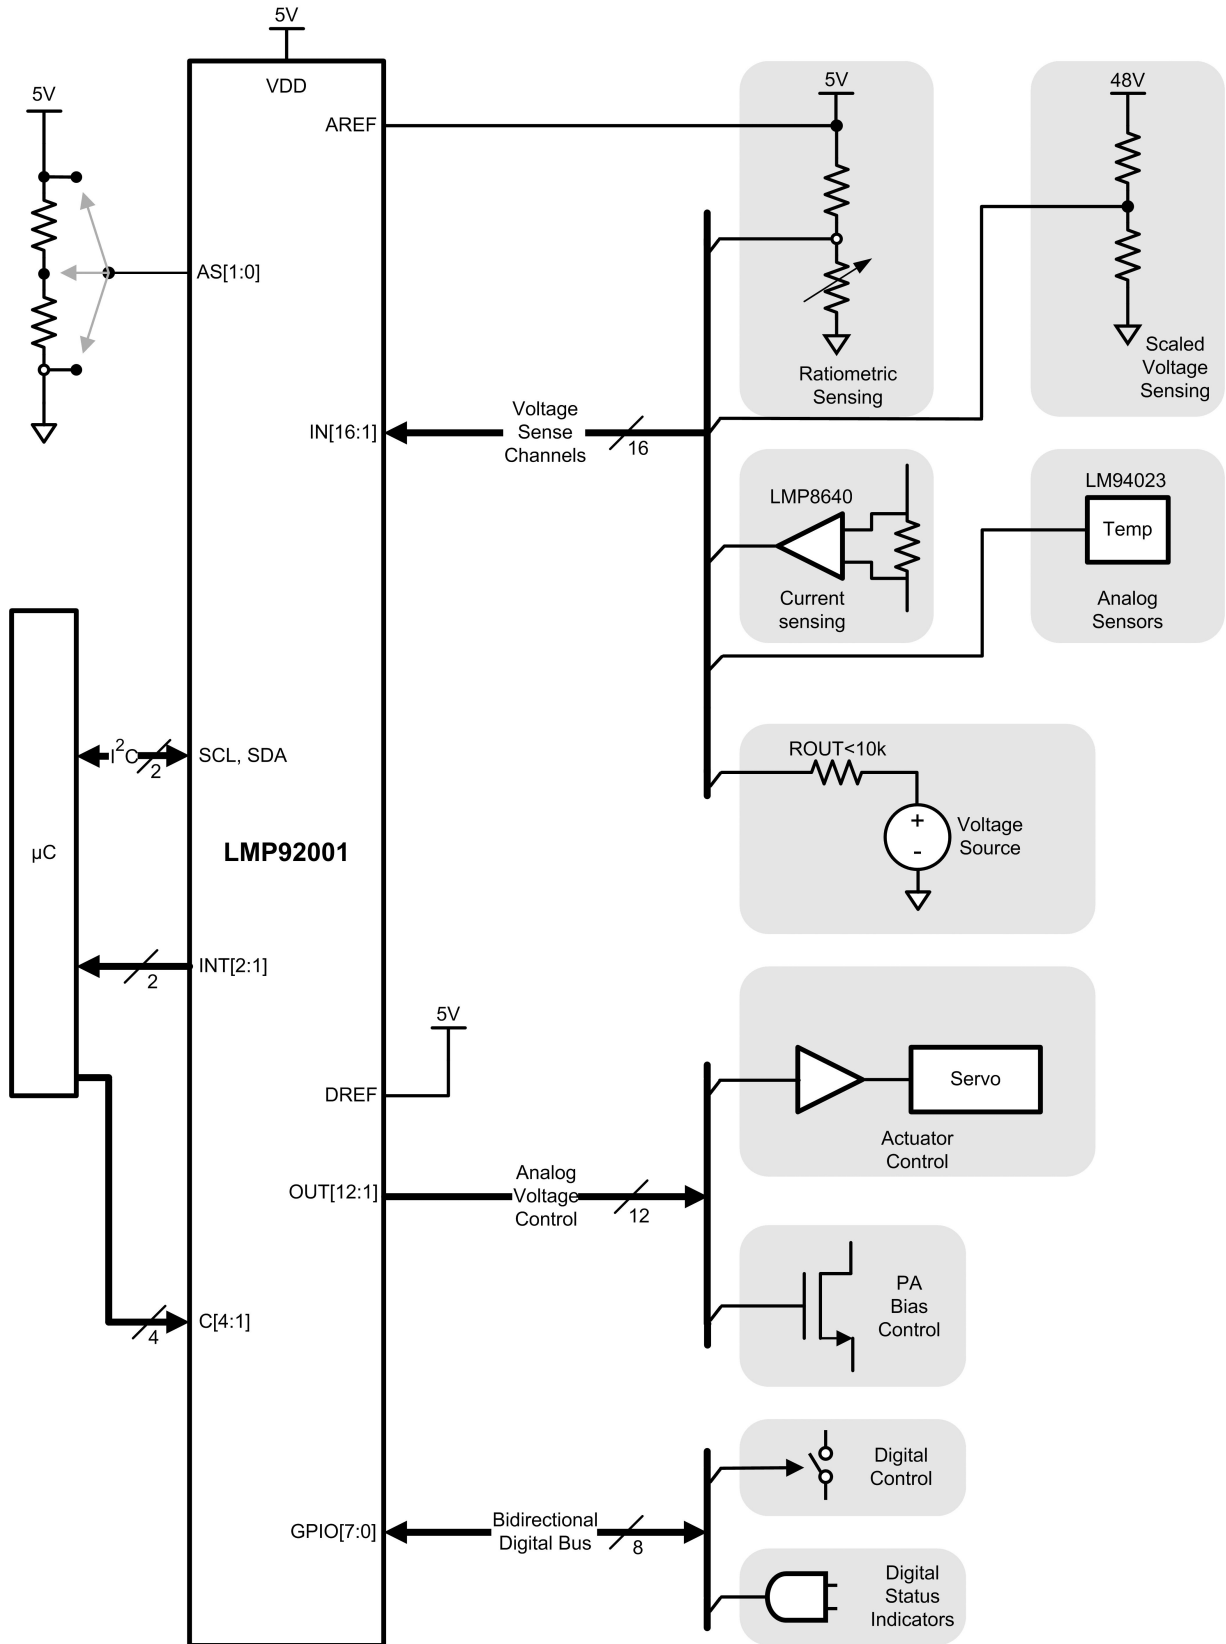 5V
VDD
5V
48V
5V
AREF
AS[1:0]
Ratiometric
Sensing
Scaled
Voltage
Sensing
IN[16:1]
Voltage
Sense
Channels
16
LMP8640
Current
sensing
LM94023
Temp
Analog
Sensors
µC
I2C
2
SCL, SDA
ROUT<10k
+
-
Voltage
Source
LMP92001
2
INT[2:1]
5V
DREF
Servo
Actuator
Control
OUT[12:1]
Analog
Voltage
Control
12
PA
Bias
Control
4
C[4:1]
Digital
Control
GPIO[7:0]
Bidirectional
Digital Bus
8
Digital
Status
Indicators